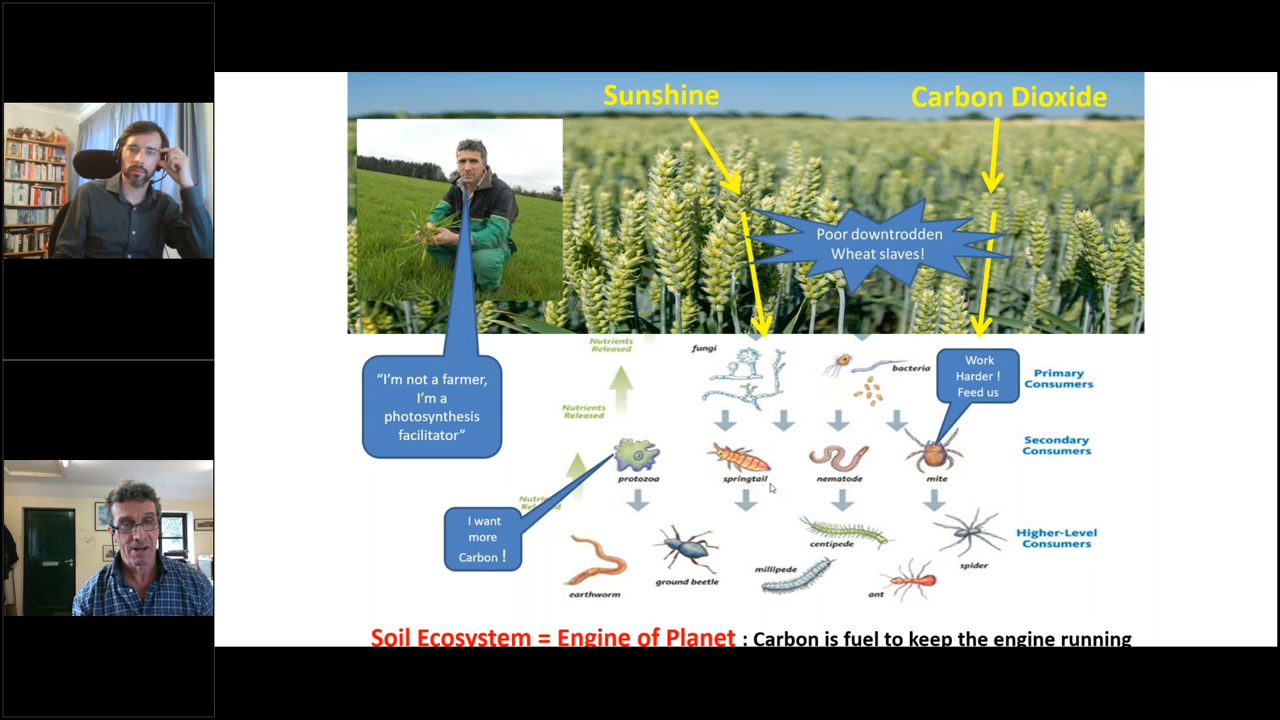 Sunshine
Carbon Dioxide
Poor downtrodden
Wheat slaves!
“I’m not a farmer,
I’m a
photosynthesis
facilitator”
Nutrients
Released
fungi
bacteria
Work
Harder !
Feed us
Primary
Consumers
Nutrients
Released
Secondary
Consumers
protozoa
springtail
nematode
mite
I want
more
Carbon !
centipede
Higher-Level
Consumers
spider
millipede
ground beetle
earthworm
ant
Soil Ecosystem = Engine of Planet : Carbon is fuel to keep the engine running